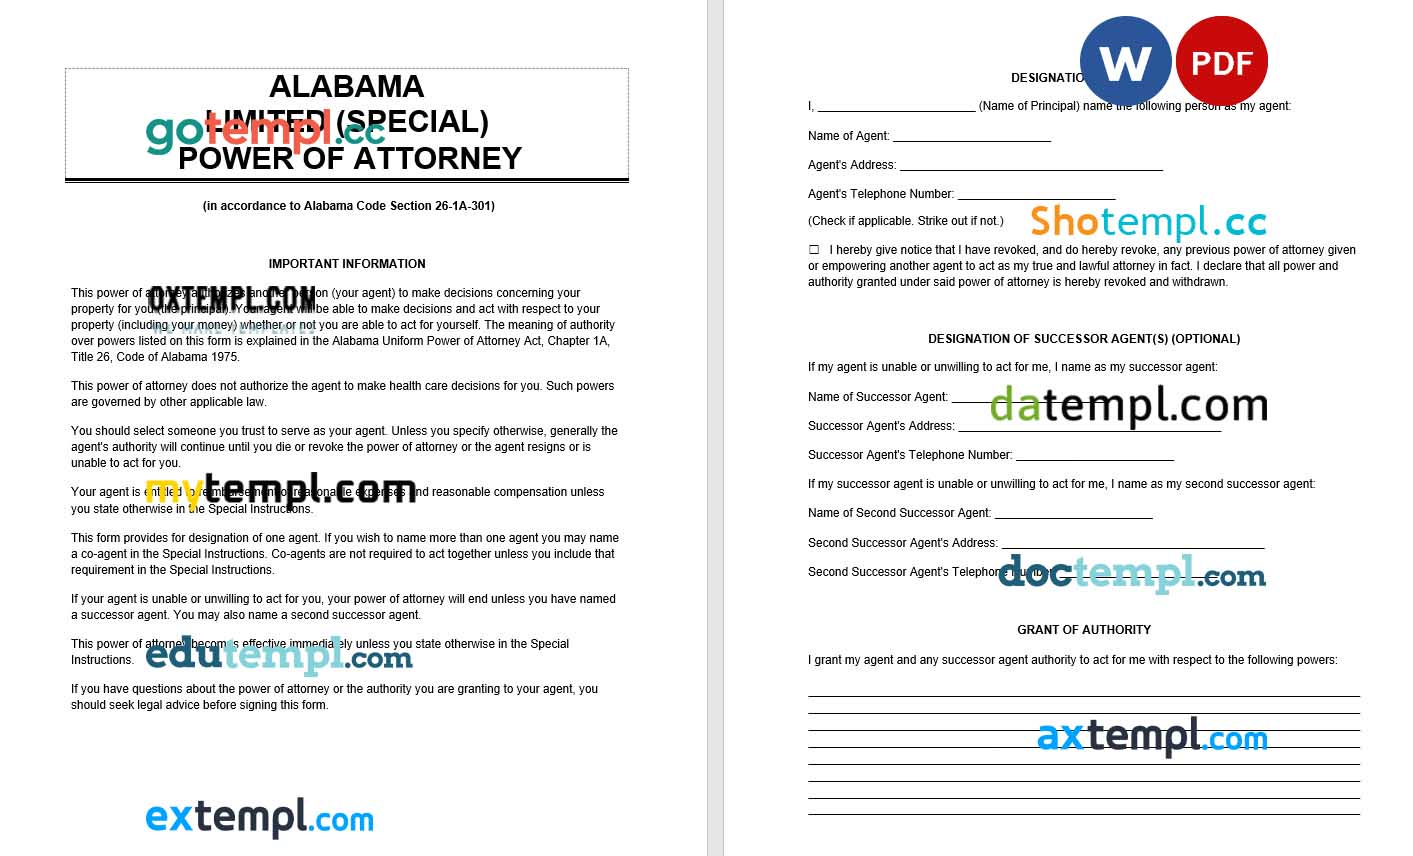 ALABAMA
LIMITED (SPECIAL)
gotempl.cc
POWER OF ATTORNEY
(in accordance to Alabama Code Section 26-1A-301)
IMPORTANT INFORMATION
This power of attorney authorizes another person (your agent) to make decisions concerning your
OXTEMPL.COM
property for you (the principal). Your agent will be able to make decisions and act with respect to your
WE MAKE TEMPLATES
property (including your money) whether or not you are able to act for yourself. The meaning of authority
over powers listed on this form is explained in the Alabama Uniform Power of Attorney Act, Chapter 1A,
Title 26, Code of Alabama 1975.
This power of attorney does not authorize the agent to make health care decisions for you. Such powers
are governed by other applicable law.
You should select someone you trust to serve as your agent. Unless you specify otherwise, generally the
agent's authority will continue until you die or revoke the power of attorney or the agent resigns or is
unable to act for you.
Your agent is entitled to reimbursement of reasonable expenses and reasonable compensation unless
mytempl.com
you state otherwise in the Special Instructions.
This form provides for designation of one agent. If you wish to name more than one agent you may name
a co-agent in the Special Instructions. Co-agents are not required to act together unless you include that
requirement in the Special Instructions.
If your agent is unable or unwilling to act for you, your power of attorney will end unless you have named
a successor agent. You may also name a second successor agent.
This power of attorney becomes effective immediately unless you state otherwise in the Special
edutempl.com
Instructions.
If you have questions about the power of attorney or the authority you are granting to your agent, you
should seek legal advice before signing this form.
extempl.com
W PDF
DESIGNATIO
I, ________________________ (Name of Principal) name the following person as my agent:
Name of Agent: ________________________
Agent's Address: ________________________________________
Agent's Telephone Number: ________________________
(Check if applicable. Strike out if not.)
Shotempl.cc
☐ I hereby give notice that I have revoked, and do hereby revoke, any previous power of attorney given
or empowering another agent to act as my true and lawful attorney in fact. I declare that all power and
authority granted under said power of attorney is hereby revoked and withdrawn.
DESIGNATION OF SUCCESSOR AGENT(S) (OPTIONAL)
If my agent is unable or unwilling to act for me, I name as my successor agent:
Name of Successor Agent: ________________________
datempl.com
Successor Agent's Address: ________________________________________
Successor Agent's Telephone Number: ________________________
If my successor agent is unable or unwilling to act for me, I name as my second successor agent:
Name of Second Successor Agent: ________________________
Second Successor Agent's Address: ________________________________________
Second Successor Agent's Telephone Number: ________________________
doctempl.com
GRANT OF AUTHORITY
I grant my agent and any successor agent authority to act for me with respect to the following powers:
axtempl.com